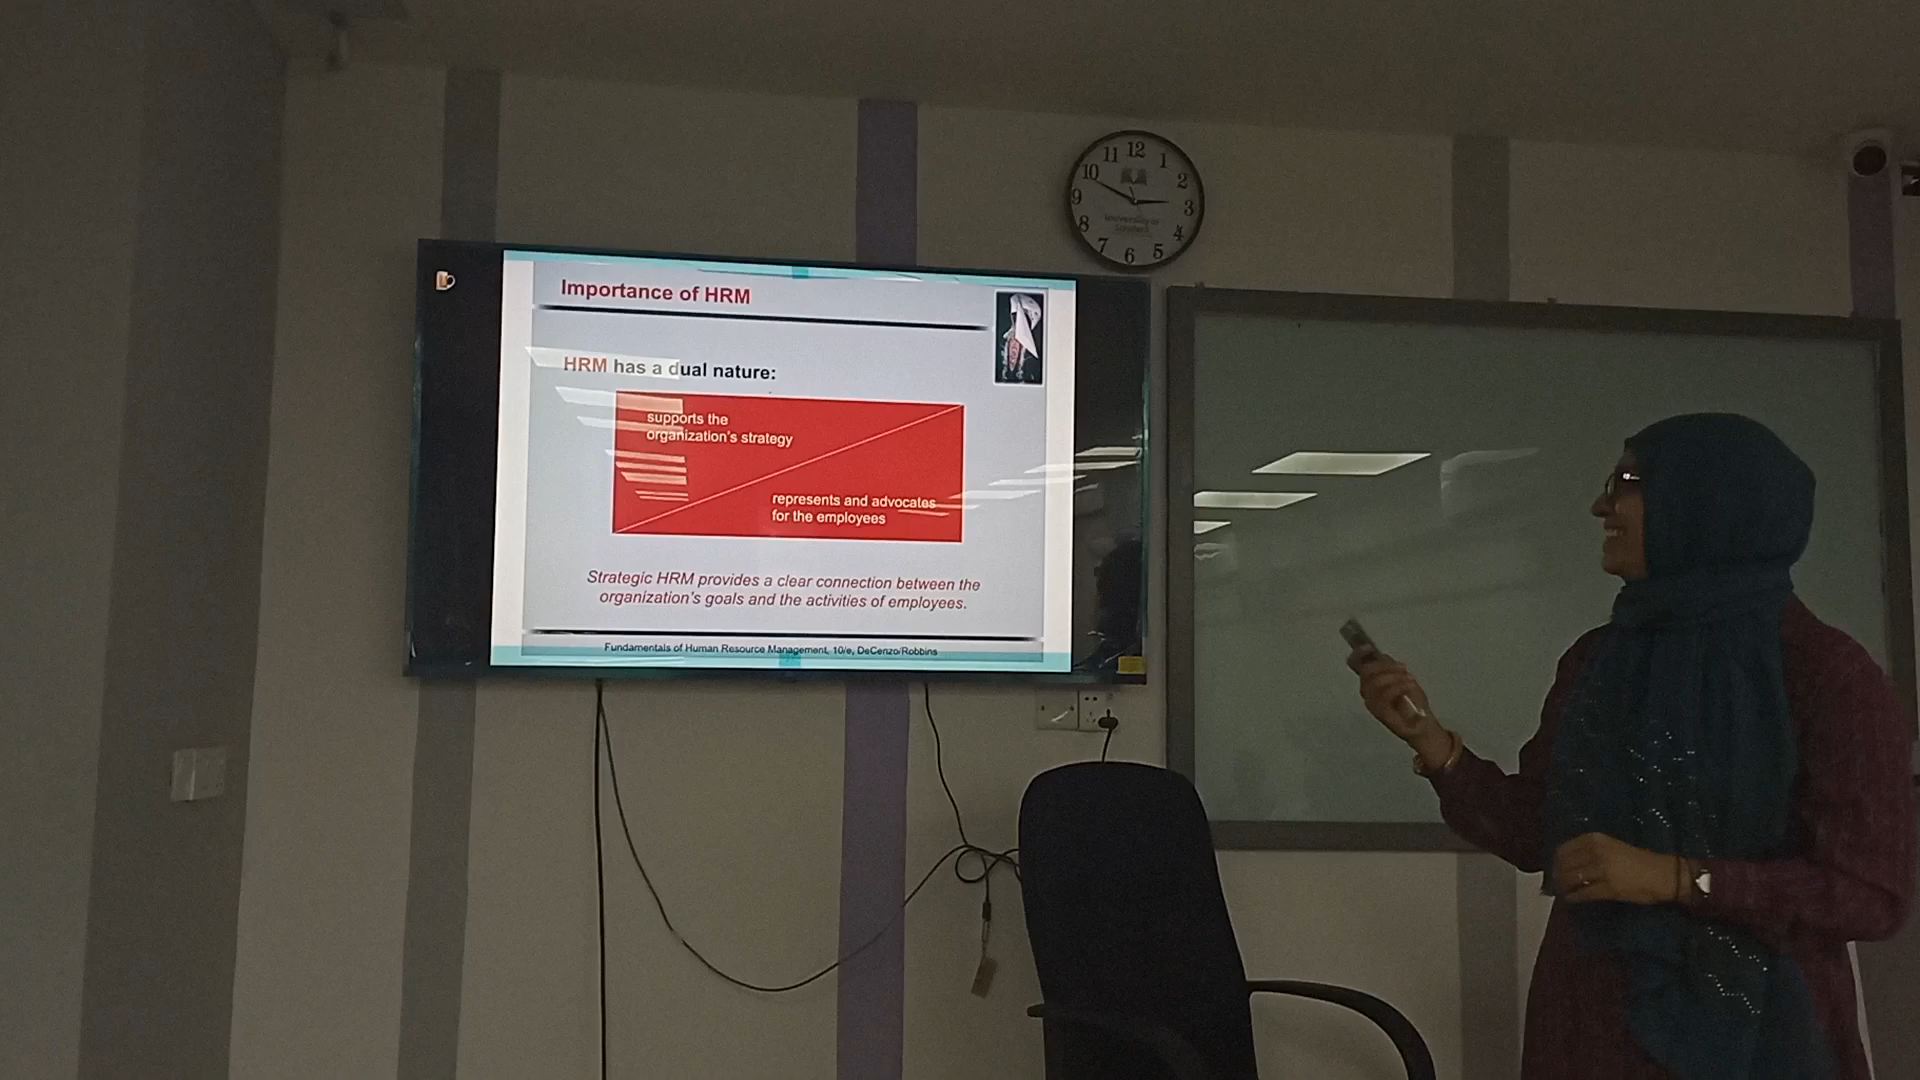 11 12 1
10 2
9 3
8 4
7 6 5
Importance of HRM
HRM has a dual nature:
supports the
organization's strategy
represents and advocates
for the employees
Strategic HRM provides a clear connection between the
organization's goals and the activities of employees.
Fundamentals of Human Resource Management, 10/e, DeCenzo/Robbins